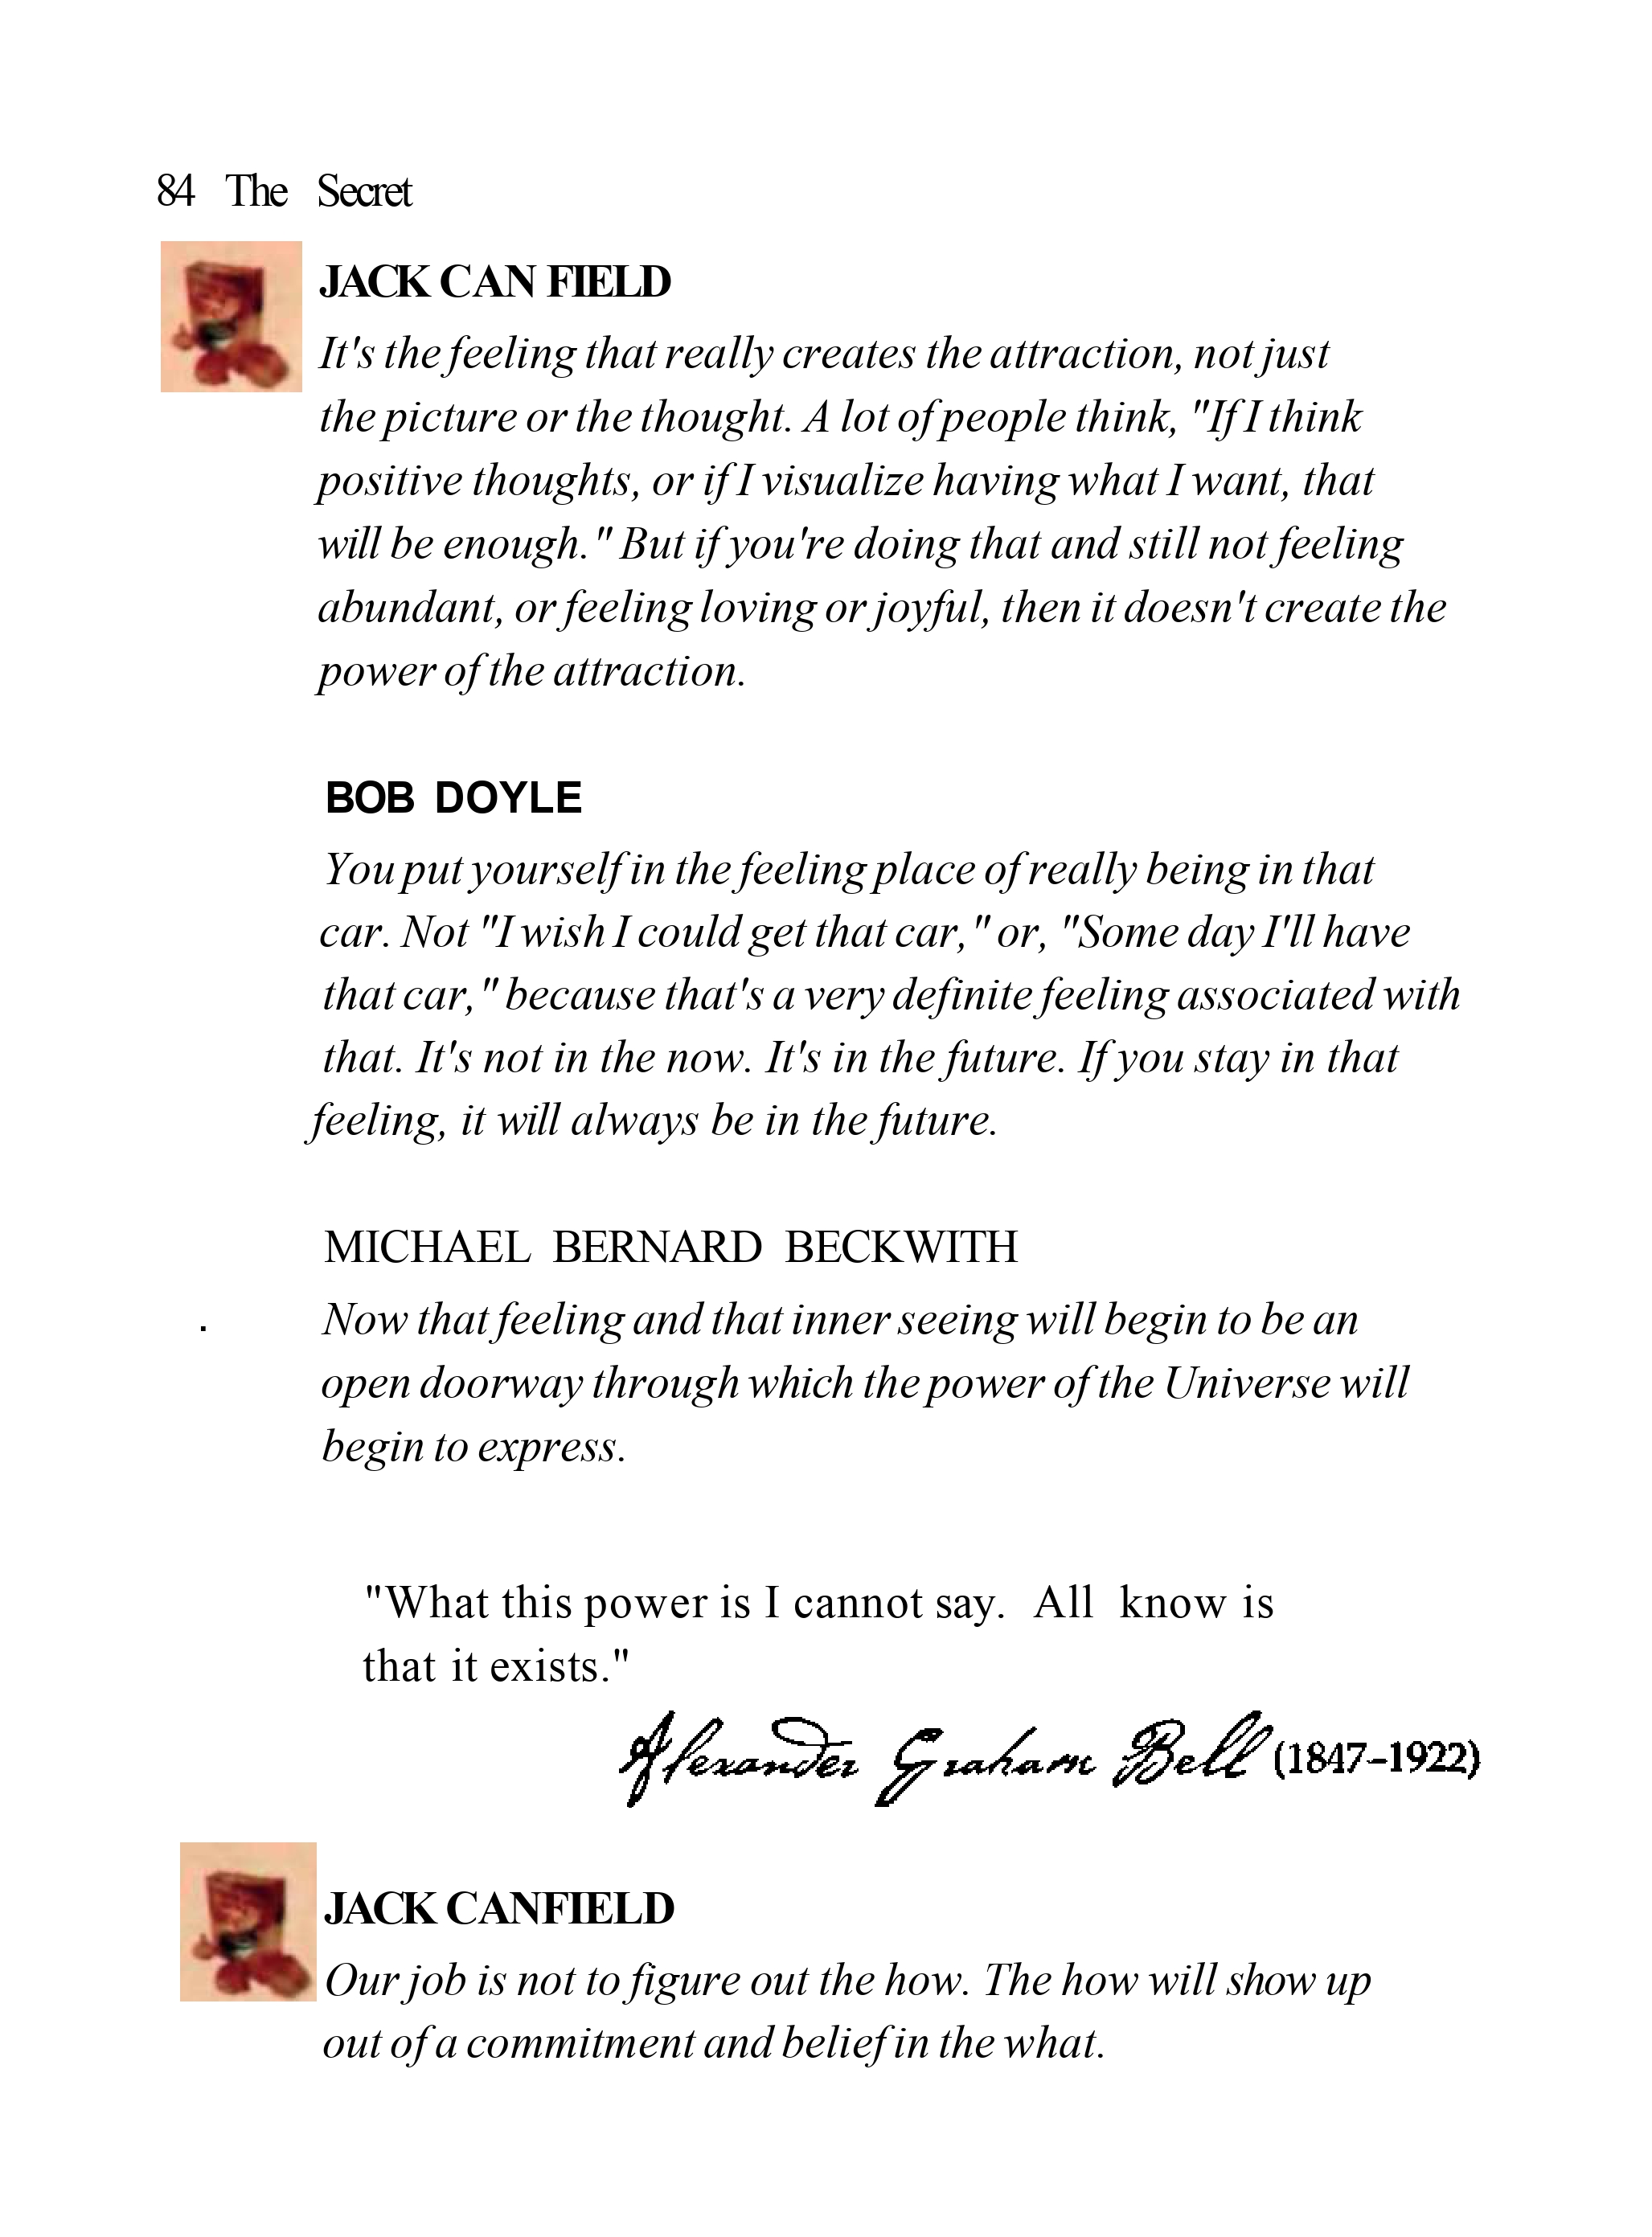 84 The Secret
JACK CAN FIELD
It's the feeling that really creates the attraction, not just
the picture or the thought. A lot of people think, "If I think
positive thoughts, or if I visualize having what I want, that
will be enough." But if you're doing that and still not feeling
abundant, or feeling loving or joyful, then it doesn't create the
power of the attraction.
BOB DOYLE
You put yourself in the feeling place of really being in that
car. Not "I wish I could get that car," or, "Some day I'll have
that car," because that's a very definite feeling associated with
that. It's not in the now. It's in the future. If you stay in that
feeling, it will always be in the future.
MICHAEL BERNARD BECKWITH
Now that feeling and that inner seeing will begin to be an
open doorway through which the power of the Universe will
begin to express.
"What this power is I cannot say. All know is
that it exists."
Alexander Graham Bell (1847–1922)
JACK CANFIELD
Our job is not to figure out the how. The how will show up
out of a commitment and belief in the what.